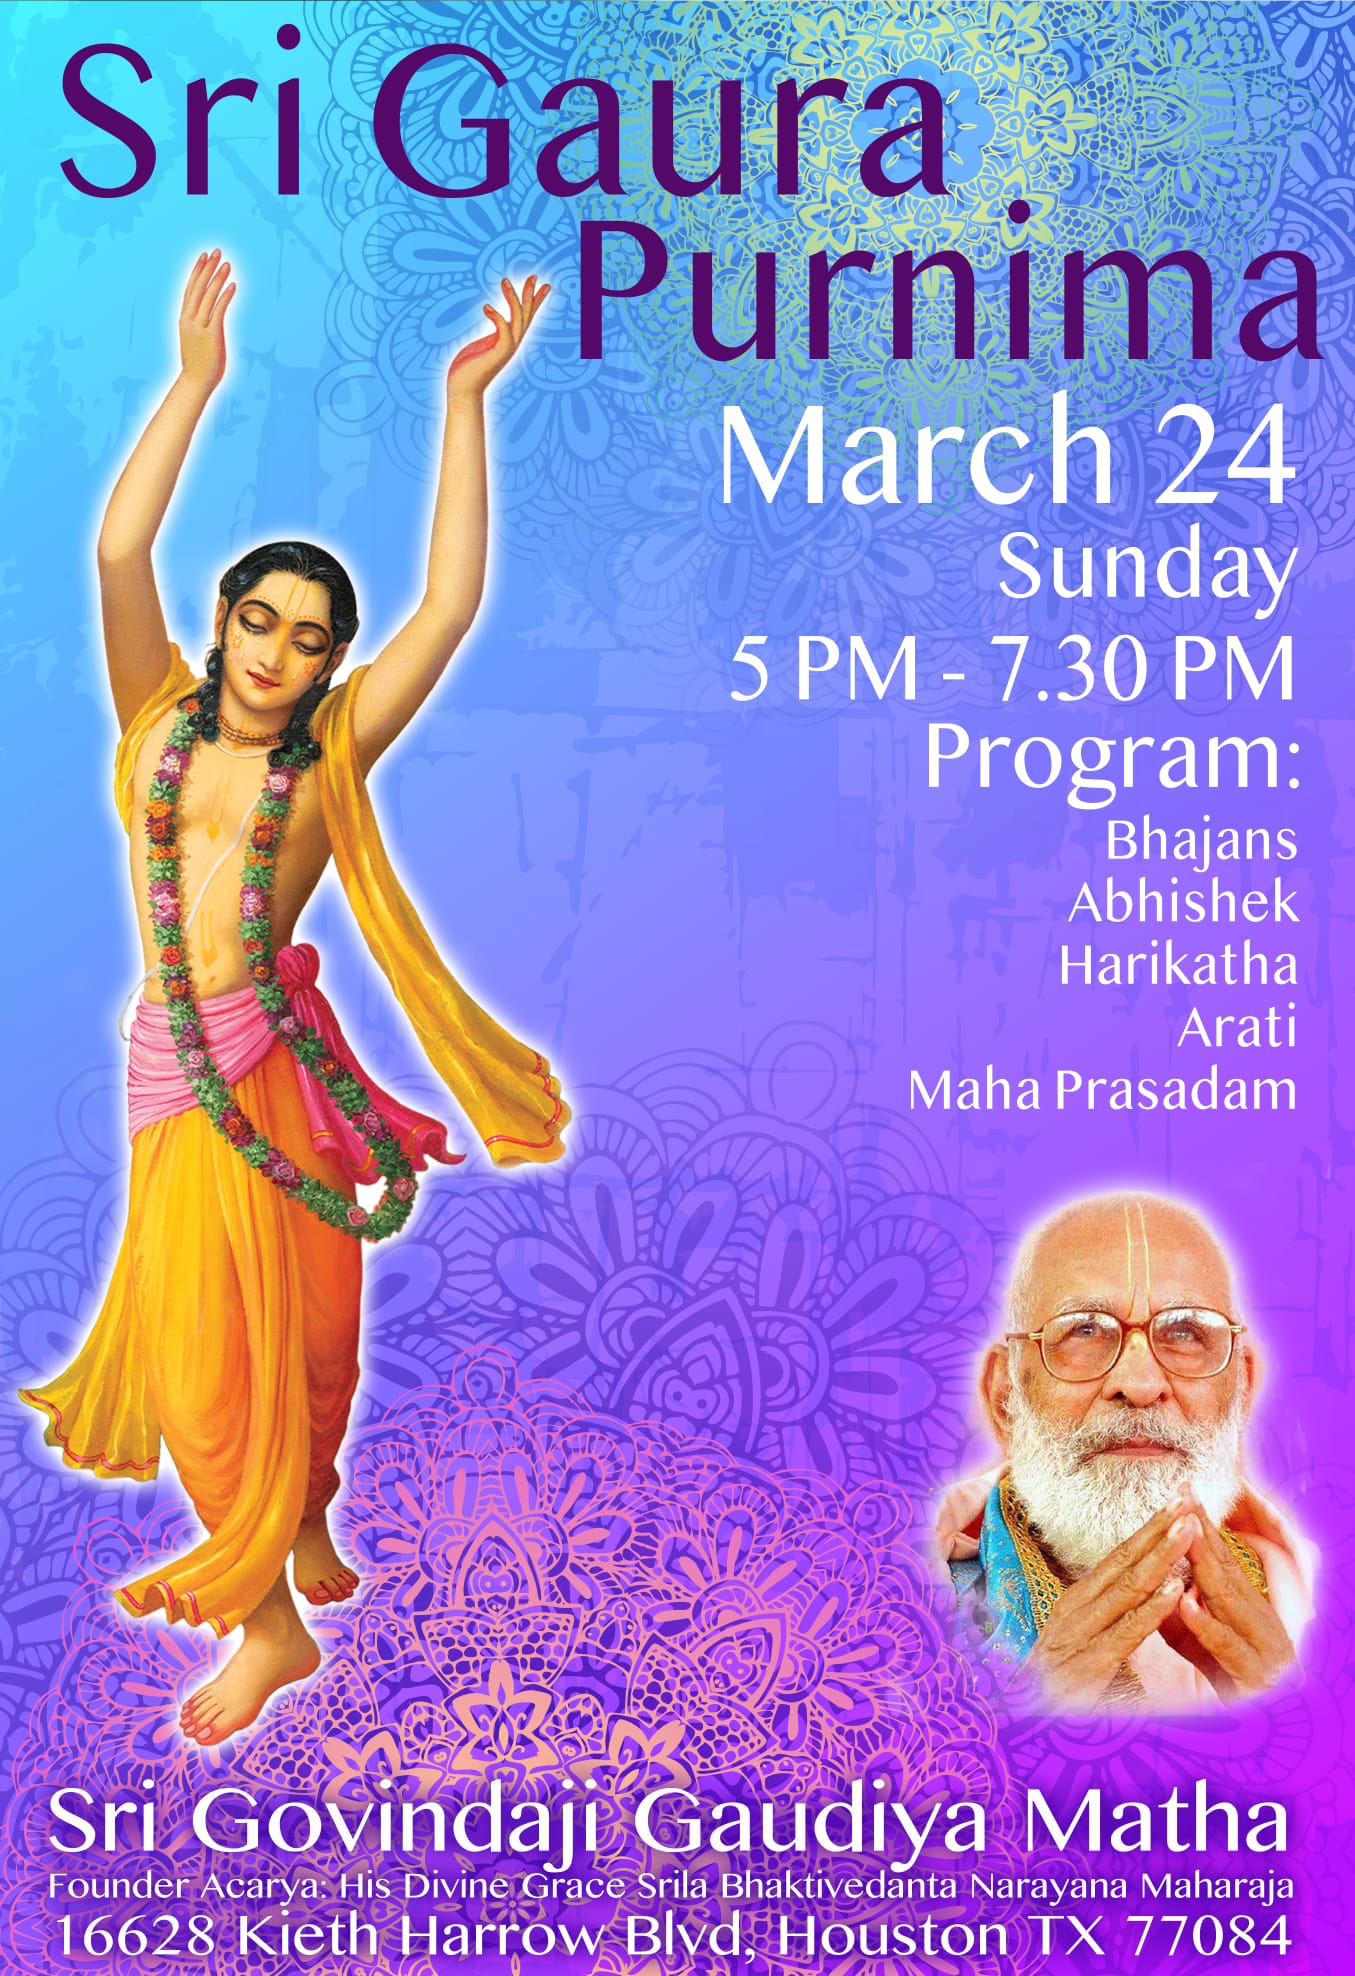 Sri Gaura
Purnima
March 24
Sunday
5 PM - 7.30 PM
Program:
Bhajans
Abhishek
Harikatha
Arati
Maha Prasadam
Sri Govindaji Gaudiya Matha
Founder Acarya: His Divine Grace Srila Bhaktivedanta Narayana Maharaja
16628 Kieth Harrow Blvd, Houston TX 77084